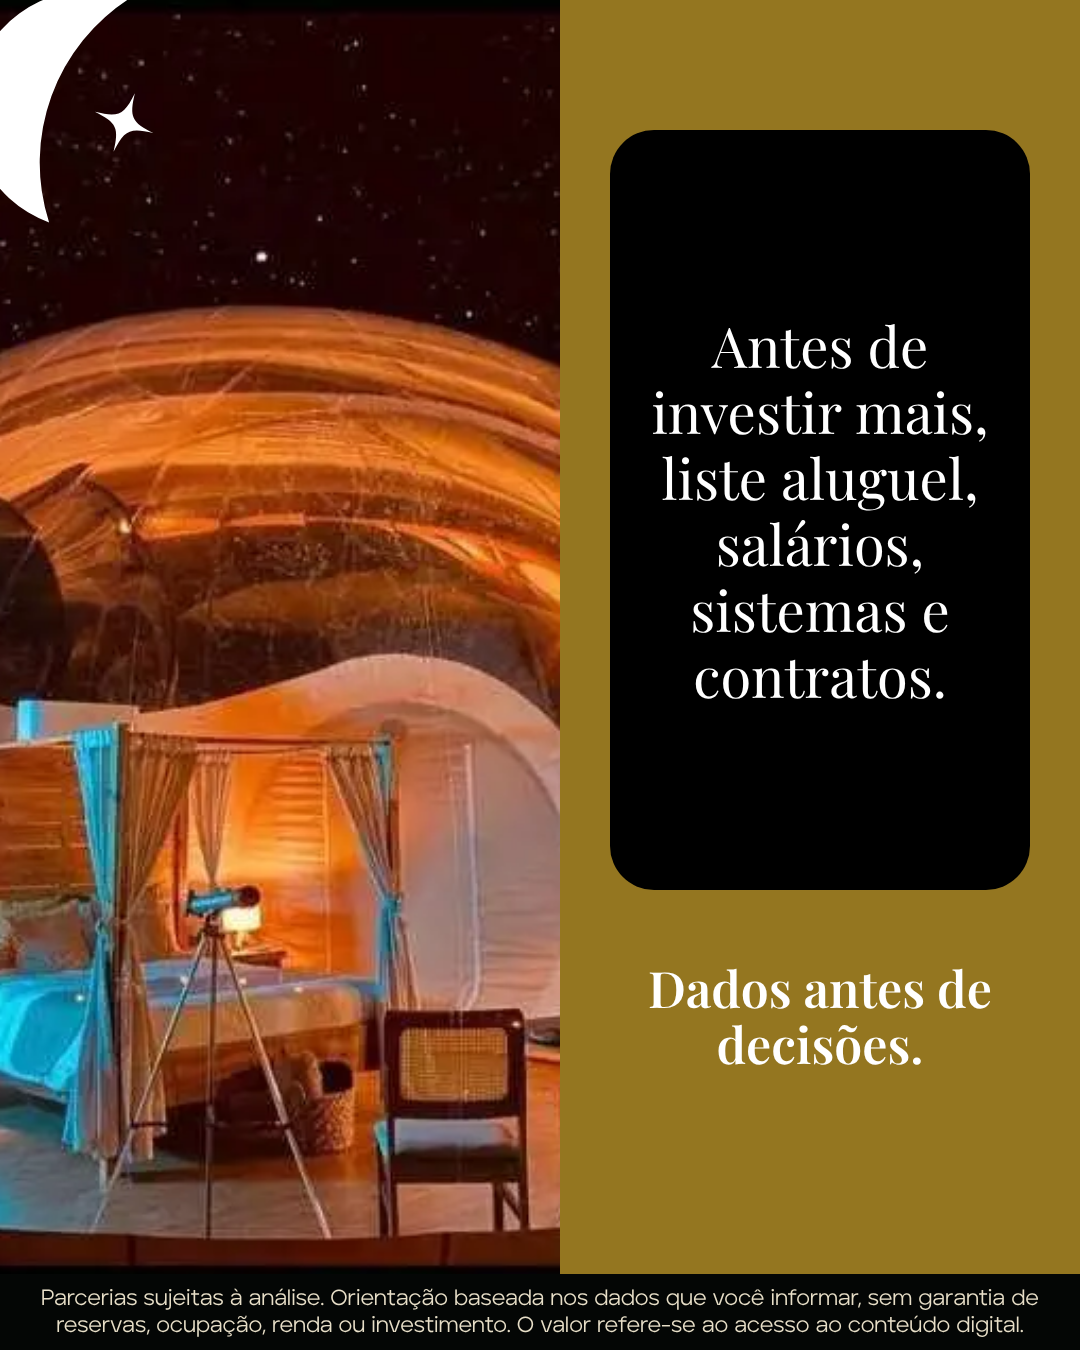 Antes de
investir mais,
liste aluguel,
salários,
sistemas e
contratos.
Dados antes de
decisões.
Parcerias sujeitas à análise. Orientação baseada nos dados que você informar, sem garantia de
reservas, ocupação, renda ou investimento. O valor refere-se ao acesso ao conteúdo digital.